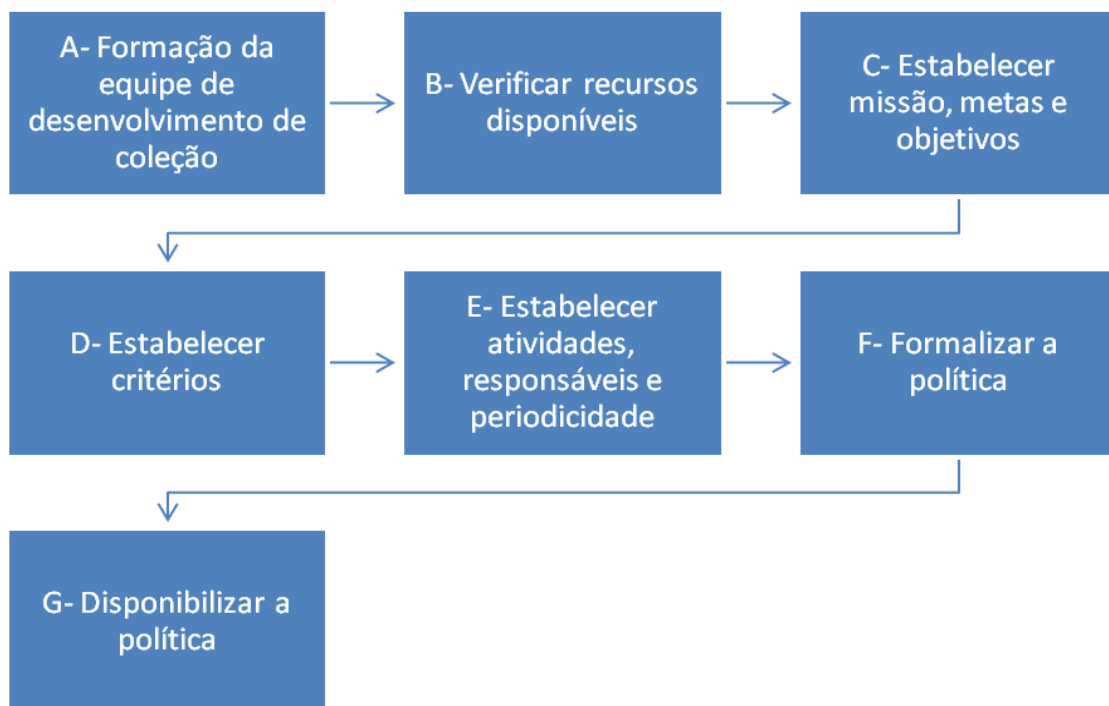 A- Formação da
equipe de
desenvolvimento de
coleção
B- Verificar recursos
disponíveis
C- Estabelecer
missão, metas e
objetivos
D- Estabelecer
critérios
E- Estabelecer
atividades,
responsáveis e
periodicidade
F- Formalizar a
política
G- Disponibilizar a
política